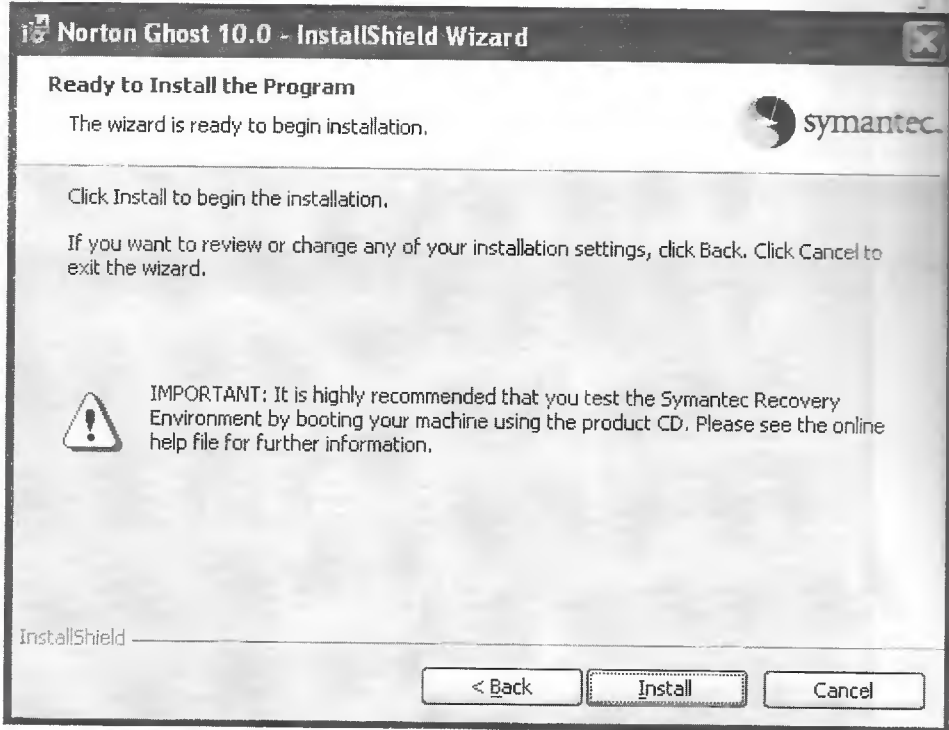 Norton Ghost 10.0 - InstallShield Wizard
Ready to Install the Program
The wizard is ready to begin installation.
symantec.
Click Install to begin the installation.
If you want to review or change any of your installation settings, click Back. Click Cancel to
exit the wizard.
IMPORTANT: It is highly recommended that you test the Symantec Recovery
Environment by booting your machine using the product CD. Please see the online
help file for further information.
InstallShield
< Back
Install
Cancel